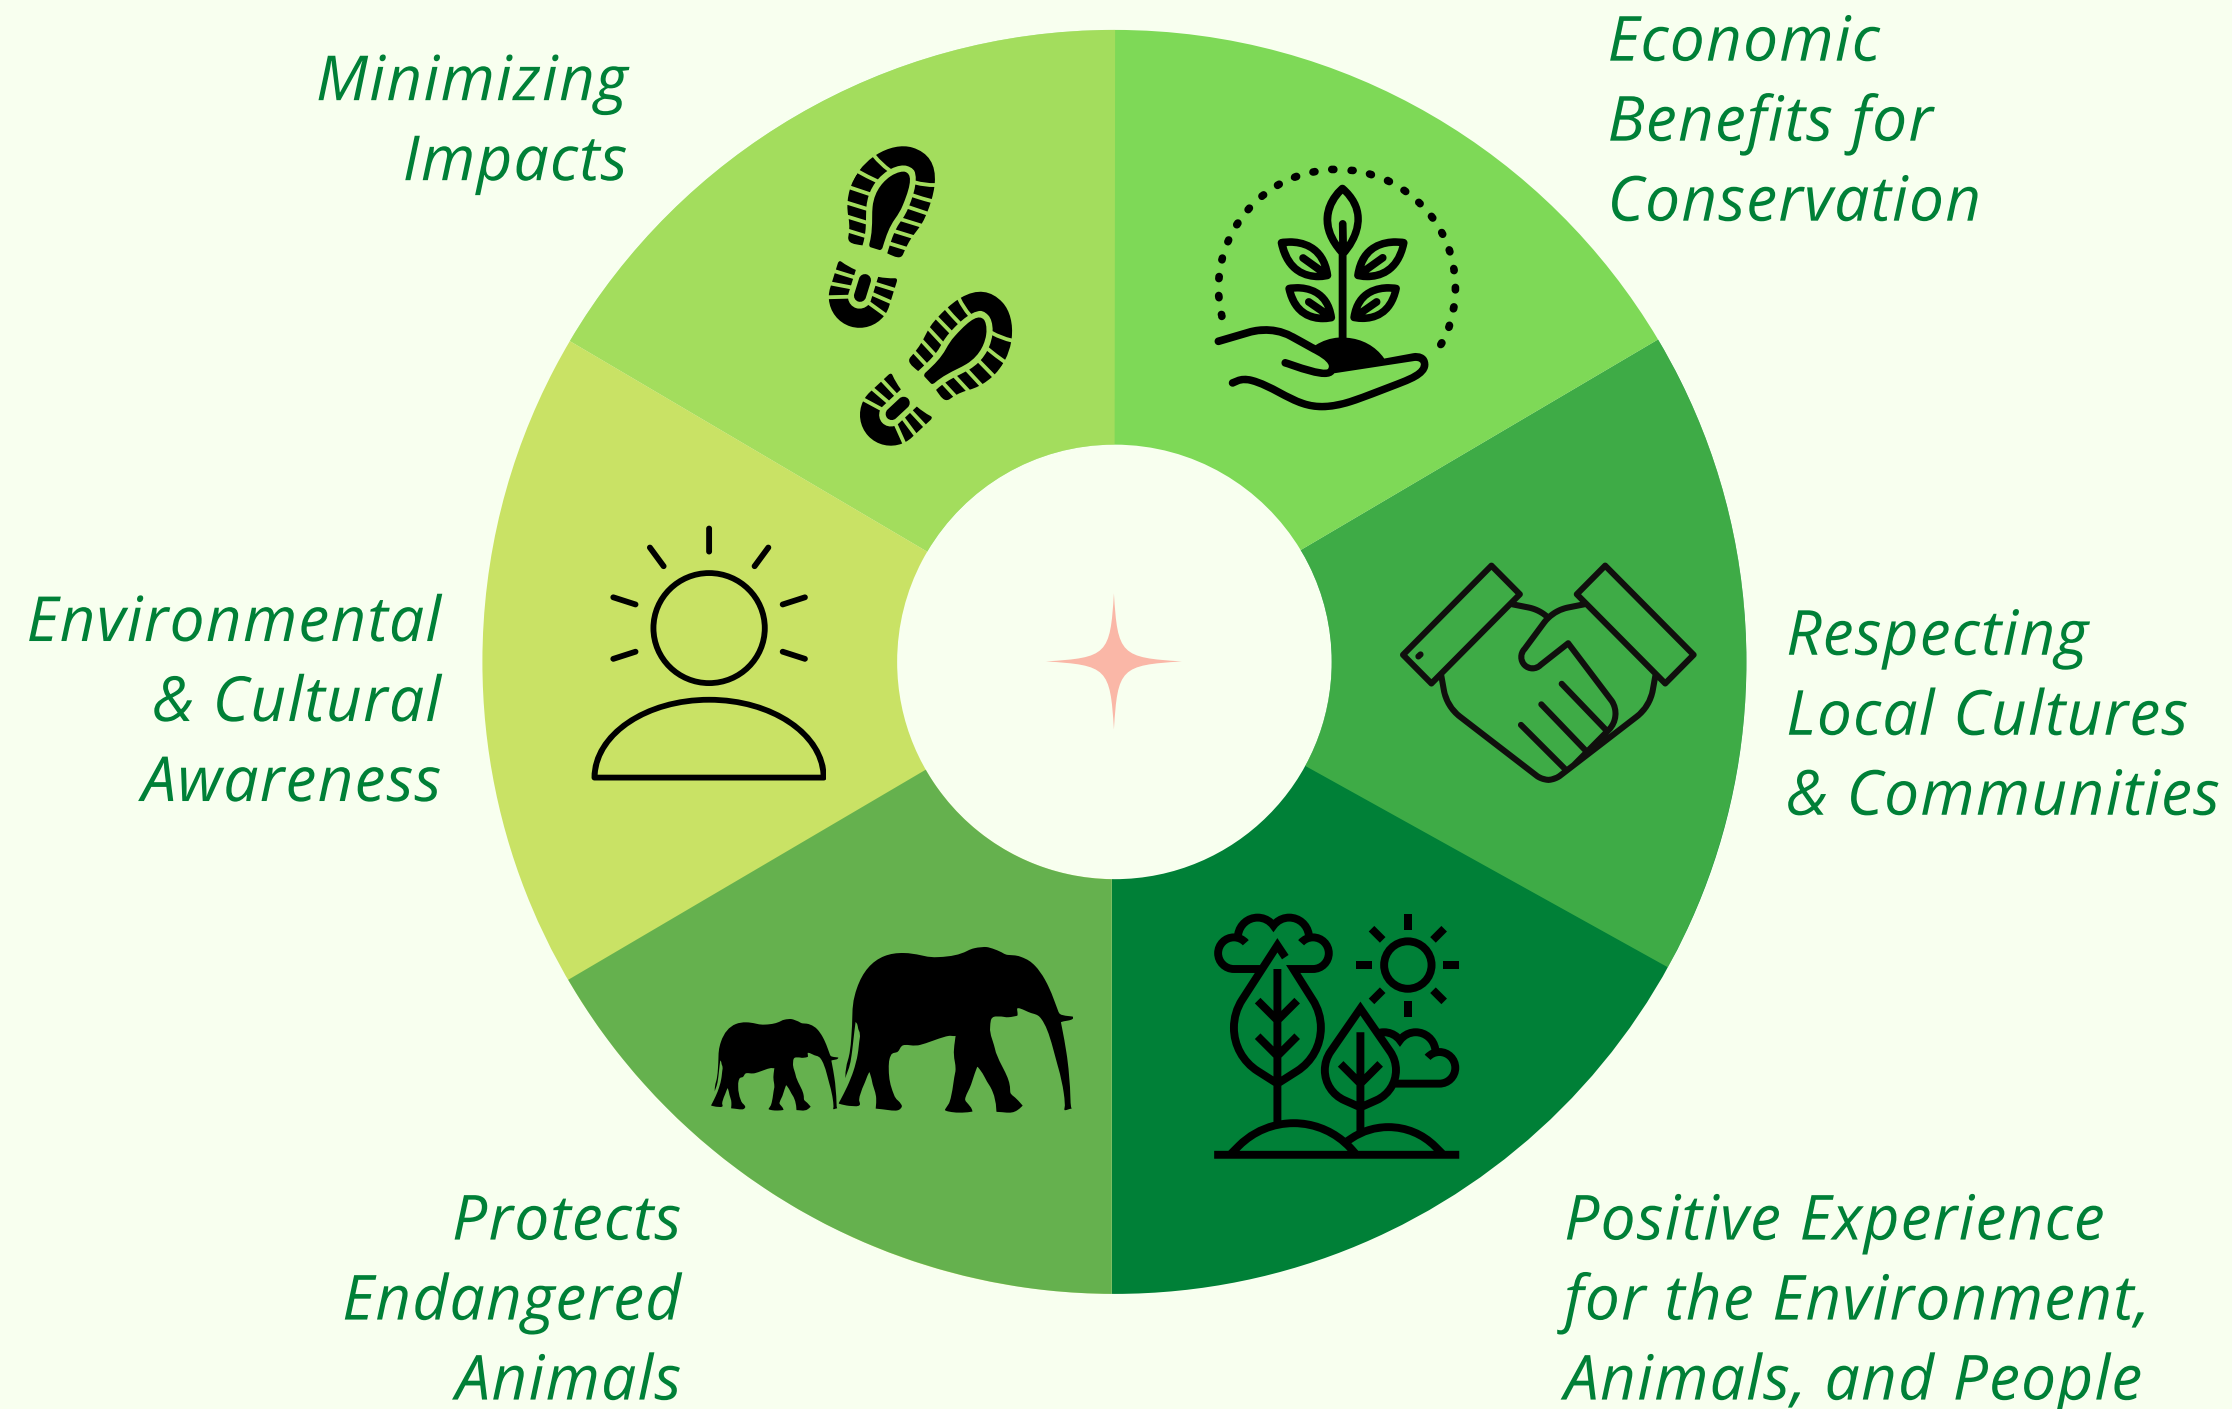 Minimizing
Impacts
Economic
Benefits for
Conservation
Environmental
& Cultural
Awareness
Respecting
Local Cultures
& Communities
Protects
Endangered
Animals
Positive Experience
for the Environment,
Animals, and People